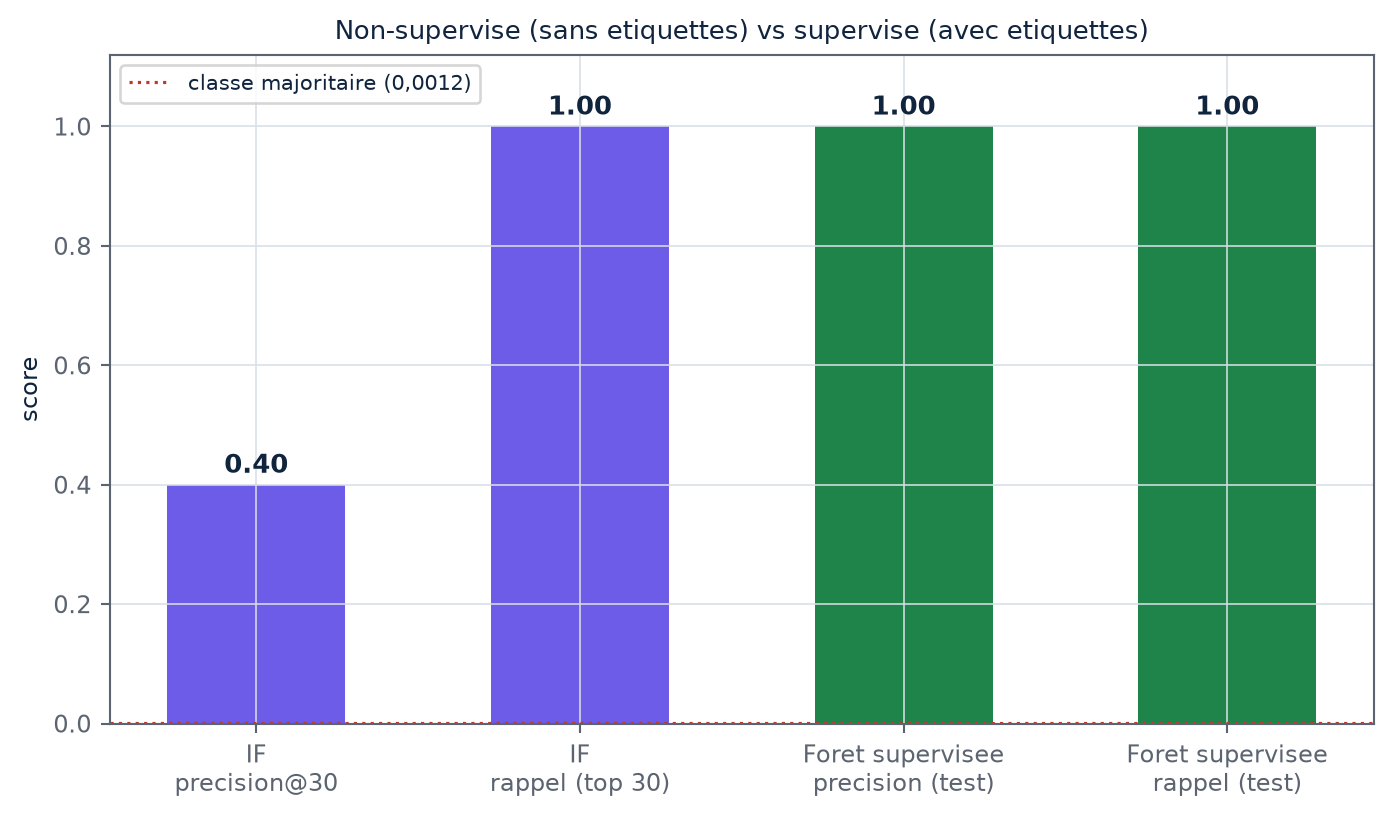 Non-supervise (sans etiquettes) vs supervise (avec etiquettes)
classe majoritaire (0,0012)
1.00
1.00
1.00
0.40
score
1.0
0.8
0.6
0.4
0.2
0.0
IF
precision@30
IF
rappel (top 30)
Foret supervisee
precision (test)
Foret supervisee
rappel (test)